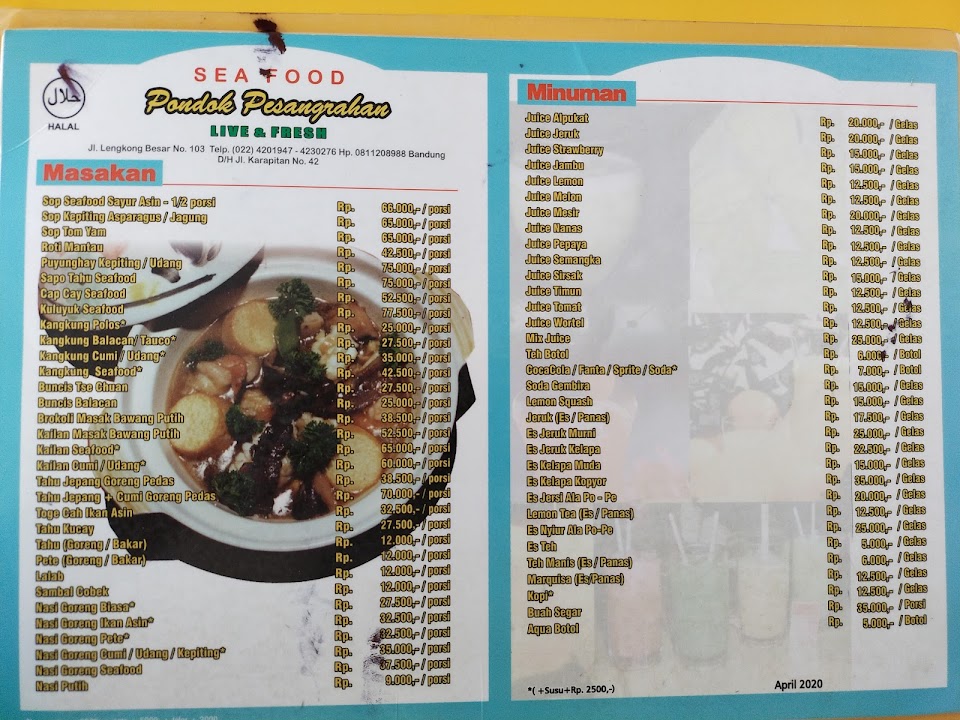 SEA FOOD
Pondok Pesangrahan
LIVE & FRESH
حلال
HALAL
Jl. Lengkong Besar No. 103 Telp. (022) 4201947 - 4230276 Hp. 0811208988 Bandung
D/H Jl. Karapitan No. 42
Masakan
Sop Seafood Sayur Asin - 1/2 porsi Rp. 66.000,- / porsi
Sop Kepiting Asparagus / Jagung Rp. 65.000,- / porsi
Sop Tom Yam Rp. 65.000,- / porsi
Roti Mantau Rp. 42.500,- / porsi
Puyunghay Kepiting / Udang Rp. 75.000,- / porsi
Sapo Tahu Seafood Rp. 75.000,- / porsi
Cap Cay Seafood Rp. 52.500,- / porsi
Kuluyuk Seafood Rp. 77.500,- / porsi
Kangkung Polos* Rp. 25.000,- / porsi
Kangkung Balacan/ Tauco* Rp. 27.500,- / porsi
Kangkung Cumi / Udang* Rp. 35.000,- / porsi
Kangkung Seafood* Rp. 42.500,- / porsi
Buncis Tse Chuan Rp. 27.500,- / porsi
Buncis Balacan Rp. 25.000,- / porsi
Brokoli Masak Bawang Putih Rp. 38.500,- / porsi
Kailan Masak Bawang Putih Rp. 52.500,- / porsi
Kailan Seafood* Rp. 65.000,- / porsi
Kailan Cumi / Udang* Rp. 60.000,- / porsi
Tahu Jepang Goreng Pedas Rp. 38.500,- / porsi
Tahu Jepang + Cumi Goreng Pedas Rp. 70.000,- / porsi
Toge Cah Ikan Asin Rp. 32.500,- / porsi
Tahu Kucay Rp. 27.500,- / porsi
Tahu (Goreng / Bakar) Rp. 12.000,- / porsi
Pete (Goreng / Bakar) Rp. 12.000,- / porsi
Lalab Rp. 12.000,- / porsi
Sambal Cobek Rp. 12.000,- / porsi
Nasi Goreng Biasa* Rp. 27.500,- / porsi
Nasi Goreng Ikan Asin* Rp. 32.500,- / porsi
Nasi Goreng Pete* Rp. 32.500,- / porsi
Nasi Goreng Cumi / Udang / Kepiting* Rp. 35.000,- / porsi
Nasi Goreng Seafood Rp. 37.500,- / porsi
Nasi Putih Rp. 9.000,- / porsi
Minuman
Juice Alpukat Rp. 20.000,- / Gelas
Juice Jeruk Rp. 20.000,- / Gelas
Juice Strawberry Rp. 15.000,- / Gelas
Juice Jambu Rp. 15.000,- / Gelas
Juice Lemon Rp. 12.500,- / Gelas
Juice Melon Rp. 12.500,- / Gelas
Juice Mesir Rp. 20.000,- / Gelas
Juice Nanas Rp. 12.500,- / Gelas
Juice Pepaya Rp. 12.500,- / Gelas
Juice Semangka Rp. 12.500,- / Gelas
Juice Sirsak Rp. 15.000,- / Gelas
Juice Timun Rp. 12.500,- / Gelas
Juice Tomat Rp. 12.500,- / Gelas
Juice Wortel Rp. 12.500,- / Gelas
Mix Juice Rp. 25.000,- / Gelas
Teh Botol Rp. 6.000,- / Botol
CocaCola / Fanta / Sprite / Soda* Rp. 7.000,- / Botol
Soda Gembira Rp. 15.000,- / Gelas
Lemon Squash Rp. 15.000,- / Gelas
Jeruk (Es / Panas) Rp. 17.500,- / Gelas
Es Jeruk Murni Rp. 25.000,- / Gelas
Es Jeruk Kelapa Rp. 22.500,- / Gelas
Es Kelapa Muda Rp. 15.000,- / Gelas
Es Kelapa Kopyor Rp. 35.000,- / Gelas
Es Jersi Ala Po - Pe Rp. 20.000,- / Gelas
Lemon Tea (Es / Panas) Rp. 12.500,- / Gelas
Es Nyiur Ala Po-Pe Rp. 25.000,- / Gelas
Es Teh Rp. 5.000,- / Gelas
Teh Manis (Es / Panas) Rp. 6.000,- / Gelas
Marquisa (Es/Panas) Rp. 12.500,- / Gelas
Kopi* Rp. 12.500,- / Gelas
Buah Segar Rp. 35.000,- / Porsi
Aqua Botol Rp. 5.000,- / Botol
*( +Susu+Rp. 2500,-)
April 2020